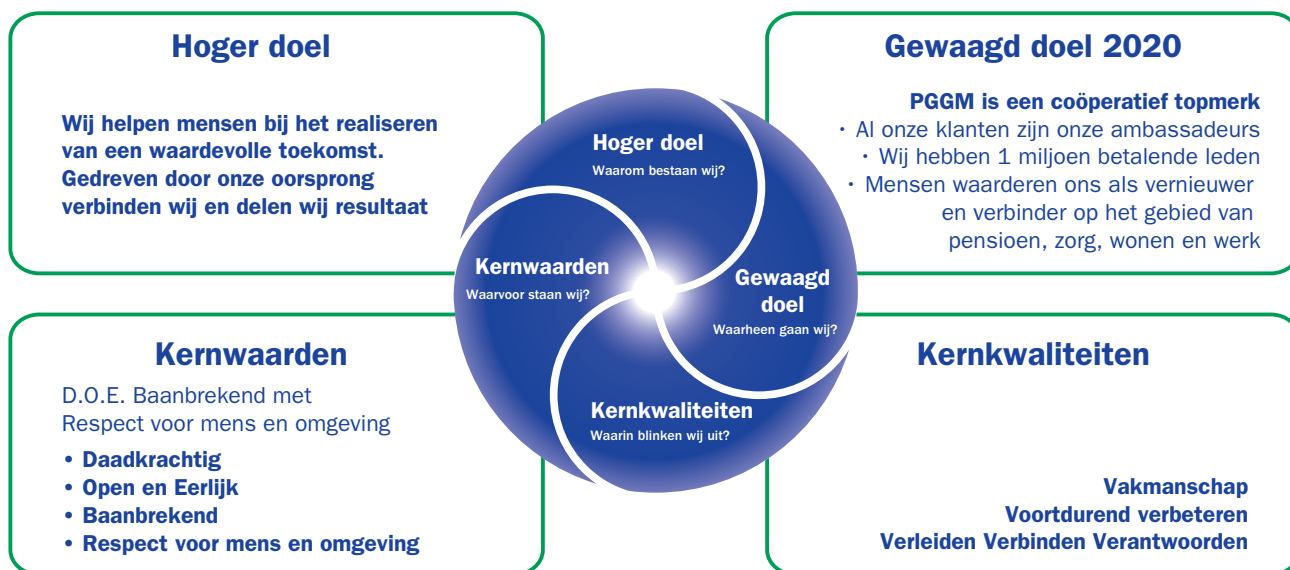 Hoger doel
Wij helpen mensen bij het realiseren
van een waardevolle toekomst.
Gedreven door onze oorsprong
verbinden wij en delen wij resultaat
Gewaagd doel 2020
PGGM is een coöperatief topmerk
· Al onze klanten zijn onze ambassadeurs
· Wij hebben 1 miljoen betalende leden
· Mensen waarderen ons als vernieuwer
en verbinder op het gebied van
pensioen, zorg, wonen en werk
Hoger doel
Waarom bestaan wij?
Kernwaarden
Waarvoor staan wij?
Gewaagd
doel
Waarheen gaan wij?
Kernkwaliteiten
Waarin blinken wij uit?
Kernwaarden
D.O.E. Baanbrekend met
Respect voor mens en omgeving
• Daadkrachtig
• Open en Eerlijk
• Baanbrekend
• Respect voor mens en omgeving
Kernkwaliteiten
Vakmanschap
Voortdurend verbeteren
Verleiden Verbinden Verantwoorden